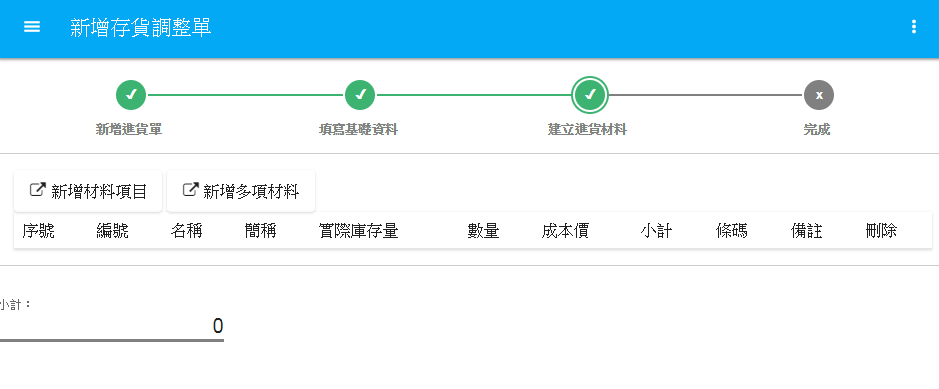 新增存貨調整單
新增進貨單 填寫基礎資料 建立進貨材料 x 完成
新增材料項目 新增多項材料
序號 編號 名稱 簡稱 實際庫存量 數量 成本價 小計 條碼 備註 刪除
小計：
0